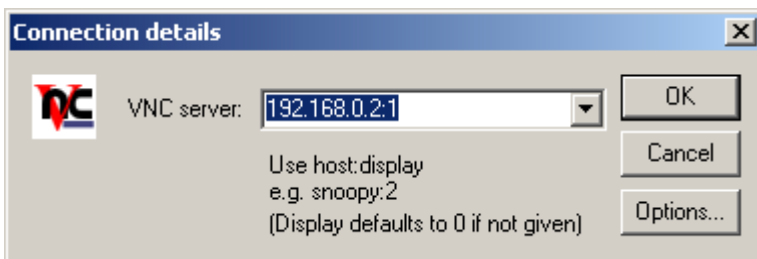 Connection details
VNC
VNC server: 192.168.0.2:1
OK
Use host:display
e.g. snoopy:2
(Display defaults to 0 if not given)
Cancel
Options...